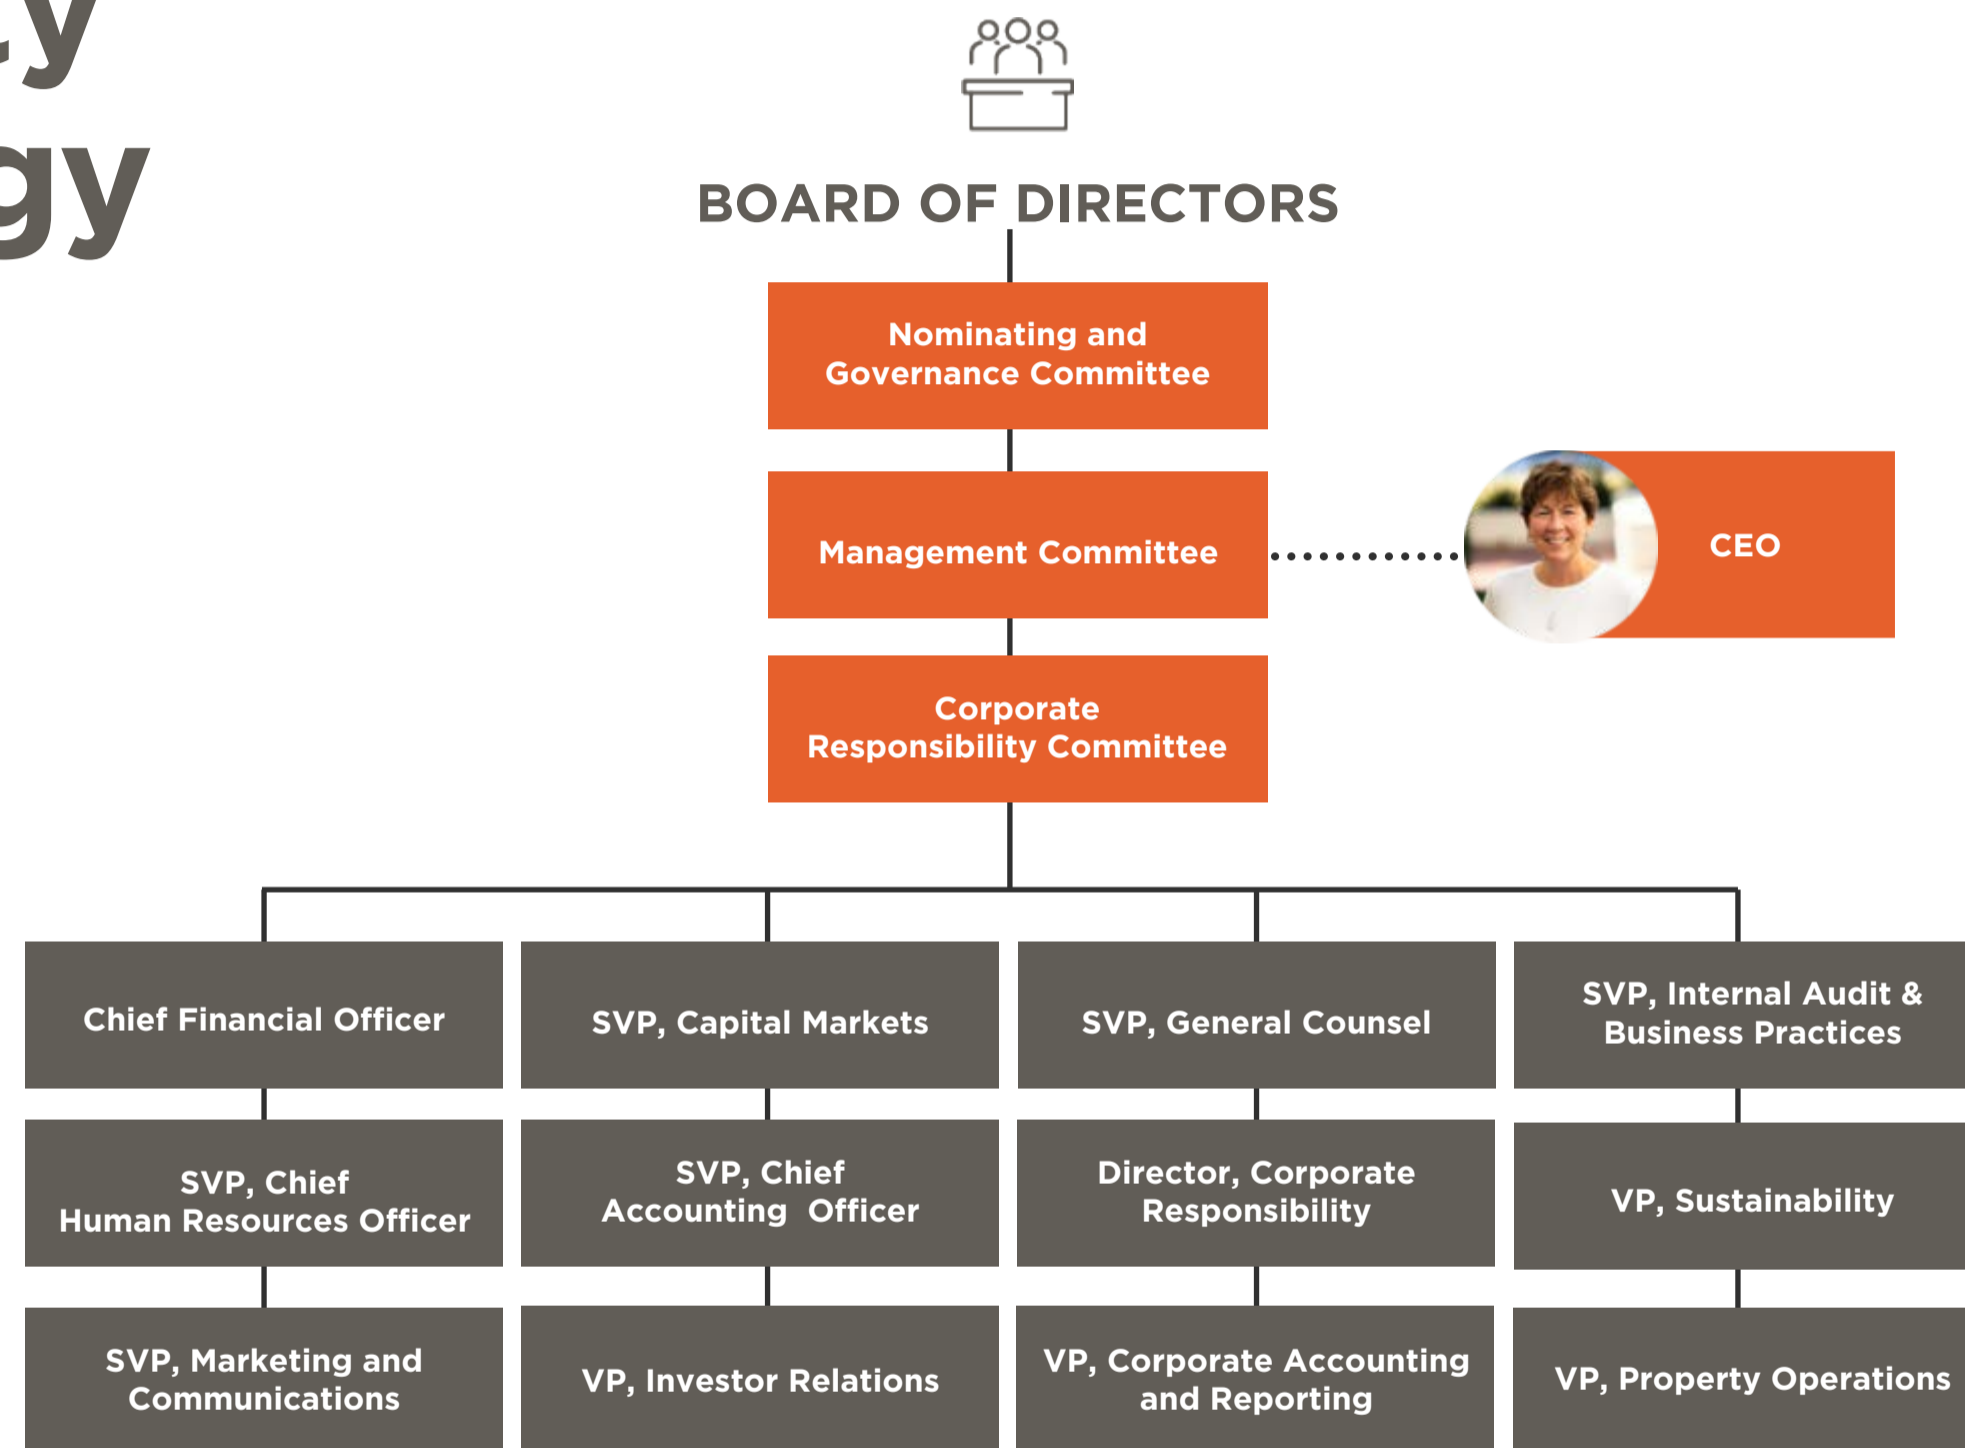 BOARD OF DIRECTORS
Nominating and
Governance Committee
Management Committee
CEO
Corporate
Responsibility Committee
Chief Financial Officer
SVP, Capital Markets
SVP, General Counsel
SVP, Internal Audit &
Business Practices
SVP, Chief
Human Resources Officer
SVP, Chief
Accounting Officer
Director, Corporate
Responsibility
VP, Sustainability
SVP, Marketing and
Communications
VP, Investor Relations
VP, Corporate Accounting
and Reporting
VP, Property Operations